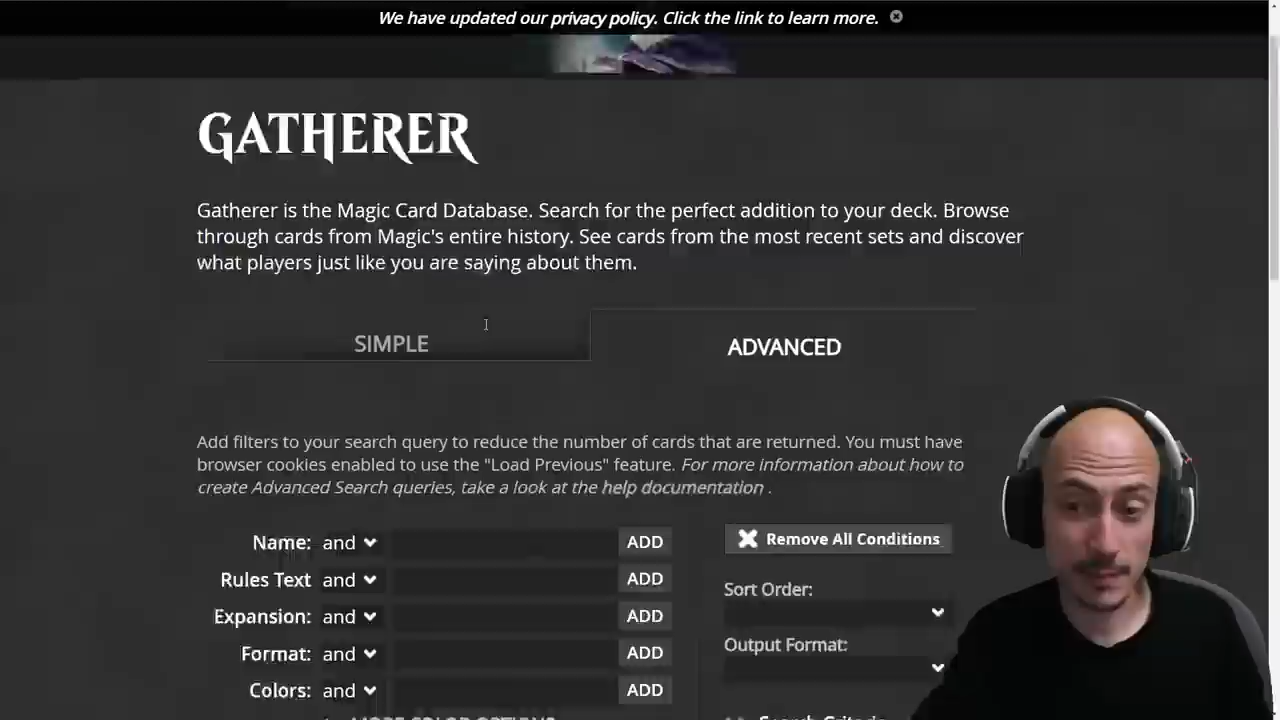 We have updated our privacy policy. Click the link to learn more.
GATHERER
Gatherer is the Magic Card Database. Search for the perfect addition to your deck. Browse
through cards from Magic's entire history. See cards from the most recent sets and discover
what players just like you are saying about them.
SIMPLE
ADVANCED
Add filters to your search query to reduce the number of cards that are returned. You must have
browser cookies enabled to use the "Load Previous" feature. For more information about how to
create Advanced Search queries, take a look at the help documentation .
Name: and ADD
Rules Text and ADD
Expansion: and ADD
Format: and ADD
Colors: and ADD
MORE COLOR OPTIONS
Remove All Conditions
Sort Order:
Output Format:
Search Criteria